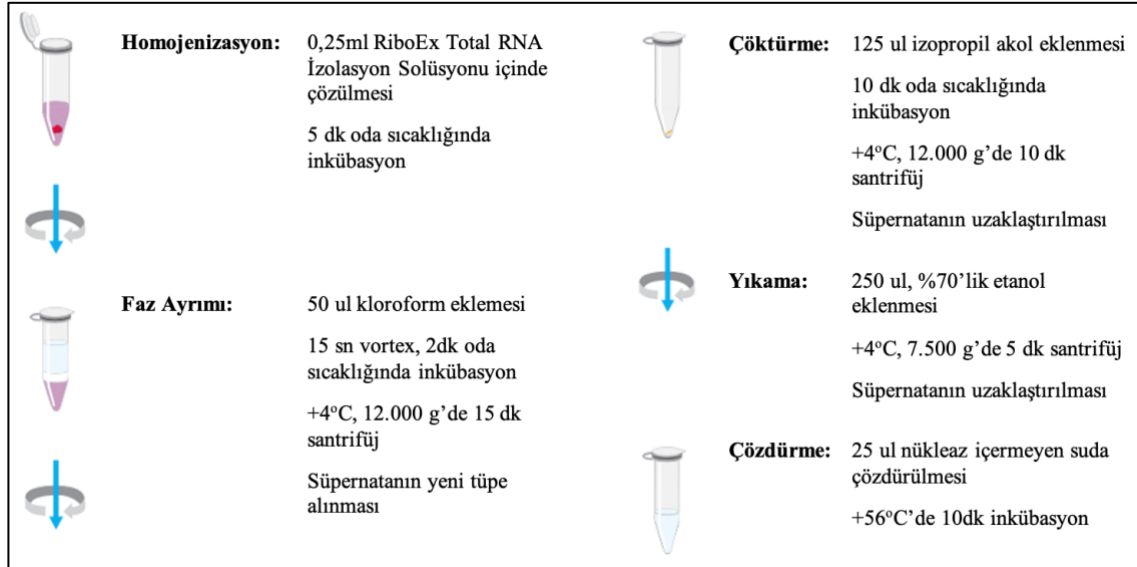 Homojenizasyon: 0,25ml RiboEx Total RNA
İzolasyon Solüsyonu içinde
çözülmesi
5 dk oda sıcaklığında
inkübasyon
Faz Ayrımı: 50 ul kloroform eklemesi
15 sn vortex, 2dk oda
sıcaklığında inkübasyon
+4°C, 12.000 g’de 15 dk
santrifüj
Süpernatanın yeni tüpe
alınması
Çöktürme: 125 ul izopropil akol eklenmesi
10 dk oda sıcaklığında
inkübasyon
+4°C, 12.000 g’de 10 dk
santrifüj
Süpernatanın uzaklaştırılması
Yıkama: 250 ul, %70’lik etanol
eklenmesi
+4°C, 7.500 g’de 5 dk santrifüj
Süpernatanın uzaklaştırılması
Çözdürme: 25 ul nükleaz içermeyen suda
çözdürülmesi
+56°C’de 10dk inkübasyon